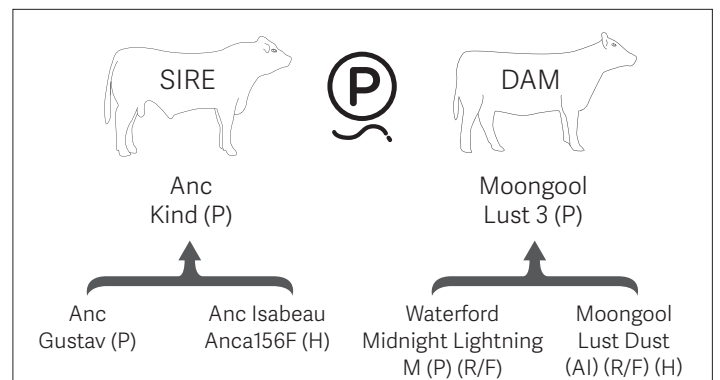 SIRE
P
DAM
Anc
Kind (P)
Moongool
Lust 3 (P)
Anc
Gustav (P)
Anc Isabeau
Anca156F (H)
Waterford
Midnight Lightning
M (P) (R/F)
Moongool
Lust Dust
(AI) (R/F) (H)